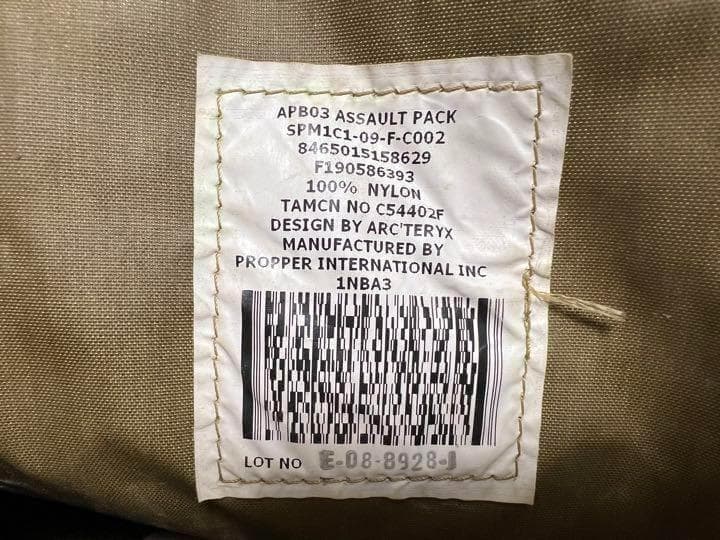 APB03 ASSAULT PACK
SPM1C1-09-F-C002
8465015158629
F190586393
100% NYLON
TAMCN NO C54402F
DESIGN BY ARC'TERYX
MANUFACTURED BY
PROPPER INTERNATIONAL INC
1NBA3
LOT NO E-08-8928-J